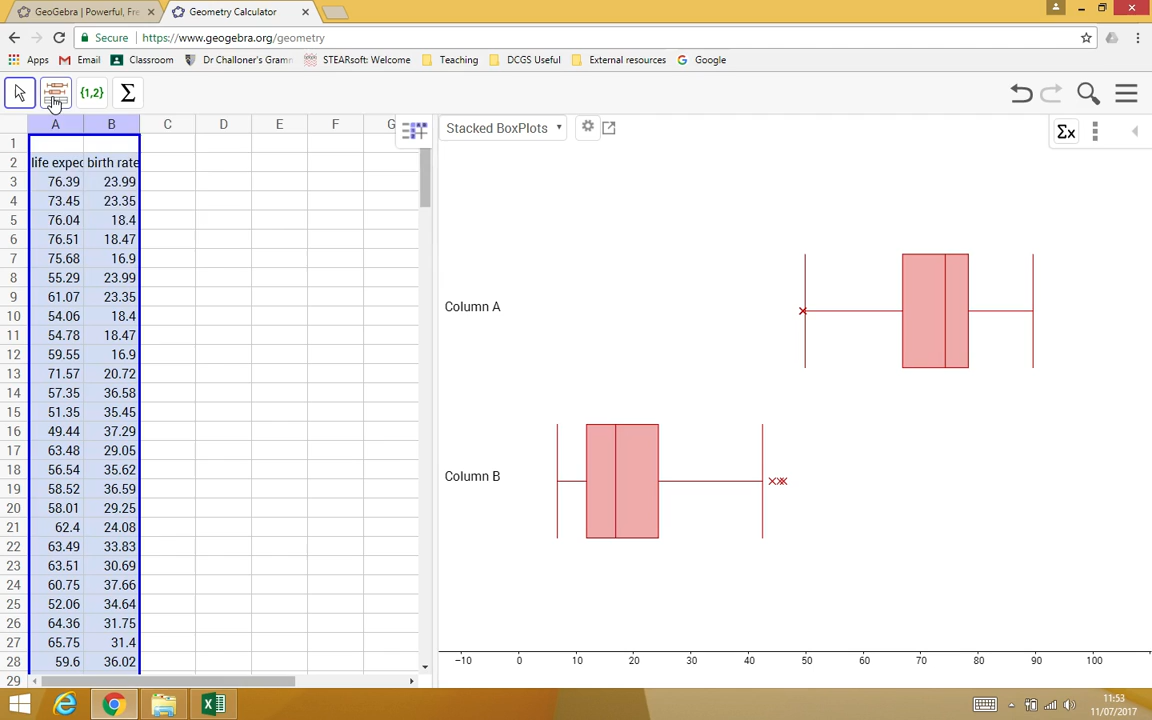 GeoGebra | Powerful, Fre
Geometry Calculator
Secure
https://www.geogebra.org/geometry
Apps Email Classroom Dr Challoner's Gramm STEARsoft: Welcome Teaching DCGS Useful External resources Google
{1,2} Σ
A B C D E F G
Stacked BoxPlots
Σx
1
2 life expec birth rate
3 76.39 23.99
4 73.45 23.35
5 76.04 18.4
6 76.51 18.47
7 75.68 16.9
8 55.29 23.99
9 61.07 23.35
10 54.06 18.4
11 54.78 18.47
12 59.55 16.9
13 71.57 20.72
14 57.35 36.58
15 51.35 35.45
16 49.44 37.29
17 63.48 29.05
18 56.54 35.62
19 58.52 36.59
20 58.01 29.25
21 62.4 24.08
22 63.49 33.83
23 63.51 30.69
24 60.75 37.66
25 52.06 34.64
26 64.36 31.75
27 65.75 31.4
28 59.6 36.02
29
Column A
Column B
−10 0 10 20 30 40 50 60 70 80 90 100
11:53
11/07/2017